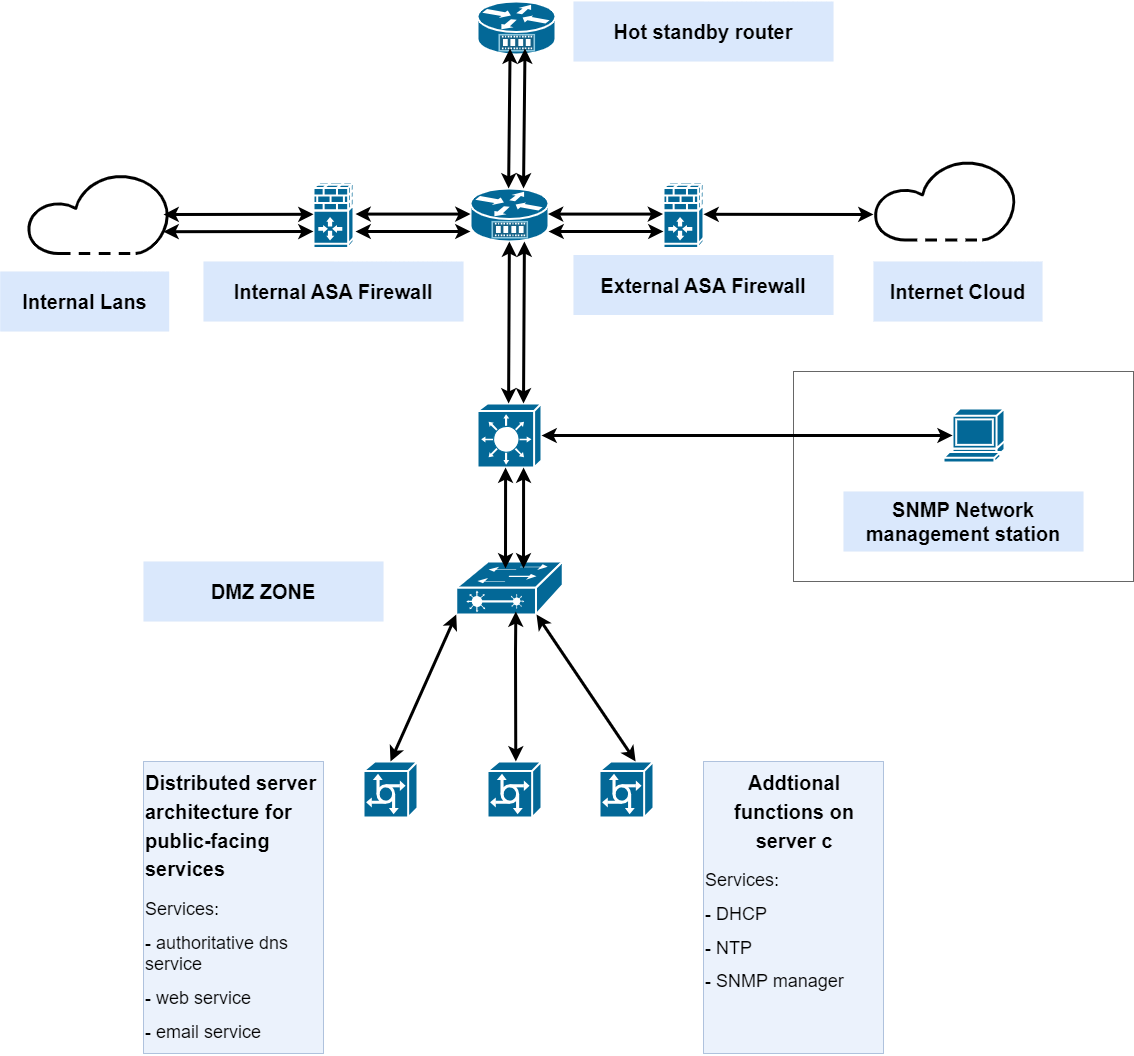 Hot standby router
Internal Lans
Internal ASA Firewall
External ASA Firewall
Internet Cloud
SNMP Network
management station
DMZ ZONE
Distributed server
architecture for
public-facing
services
Services:
- authoritative dns
service
- web service
- email service
Addtional
functions on
server c
Services:
- DHCP
- NTP
- SNMP manager